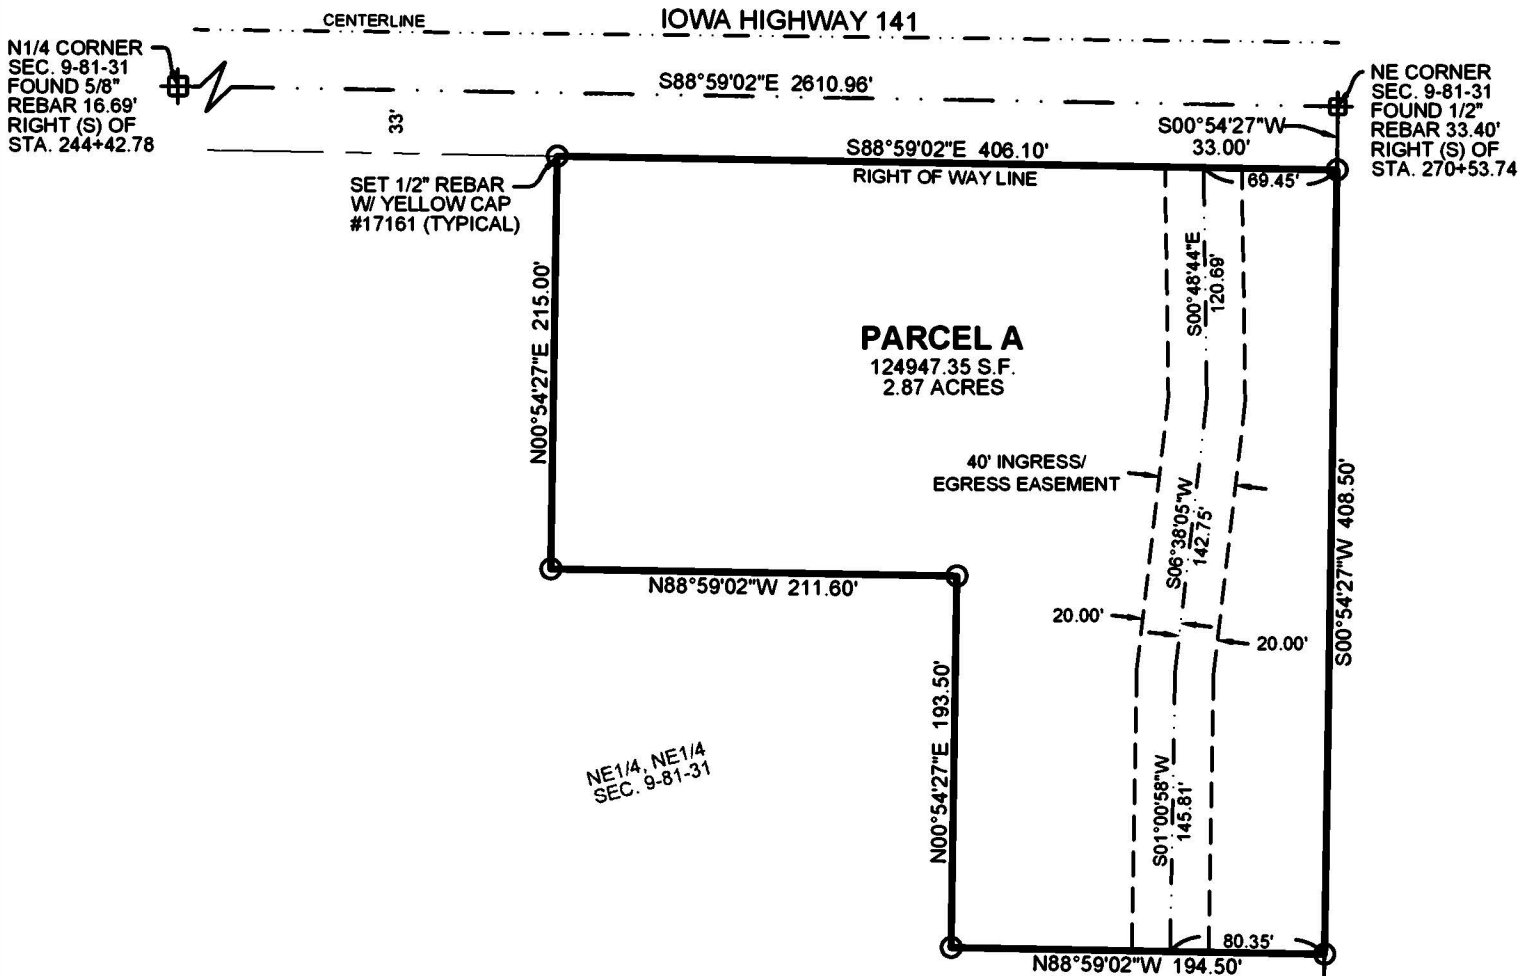 CENTERLINE
IOWA HIGHWAY 141
N1/4 CORNER
SEC. 9-81-31
FOUND 5/8"
REBAR 16.69'
RIGHT (S) OF
STA. 244+42.78
S88°59'02"E 2610.96'
NE CORNER
SEC. 9-81-31
FOUND 1/2"
REBAR 33.40'
RIGHT (S) OF
STA. 270+53.74
33'
S00°54'27"W
33.00'
S88°59'02"E 406.10'
RIGHT OF WAY LINE
69.45'
SET 1/2" REBAR
W/ YELLOW CAP
#17161 (TYPICAL)
N00°54'27"E 215.00'
S00°48'44"E
120.69'
PARCEL A
124947.35 S.F.
2.87 ACRES
40' INGRESS/
EGRESS EASEMENT
S06°38'05"W
142.75'
S00°54'27"W 408.50'
N88°59'02"W 211.60'
20.00'
20.00'
N00°54'27"E 193.50'
NE1/4, NE1/4
SEC. 9-81-31
S01°00'58"W
145.81'
80.35'
N88°59'02"W 194.50'